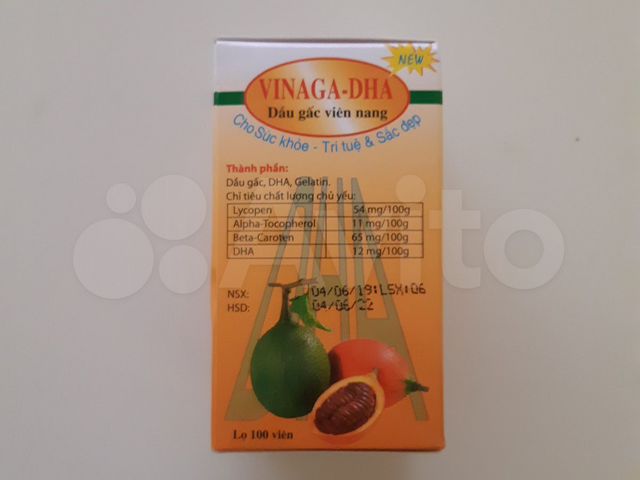 NEW
VINAGA-DHA
Dầu gấc viên nang
Cho Sức khỏe - Trí tuệ & Sắc đẹp
Thành phần:
Dầu gấc, DHA, Gelatin.
Chỉ tiêu chất lượng chủ yếu:
Lycopen 54 mg/100g
Alpha-Tocopherol 11 mg/100g
Beta-Caroten 65 mg/100g
DHA 12 mg/100g
NSX: 04/06/19:LSX:06
HSD: 04/06/22
Lọ 100 viên
Avito